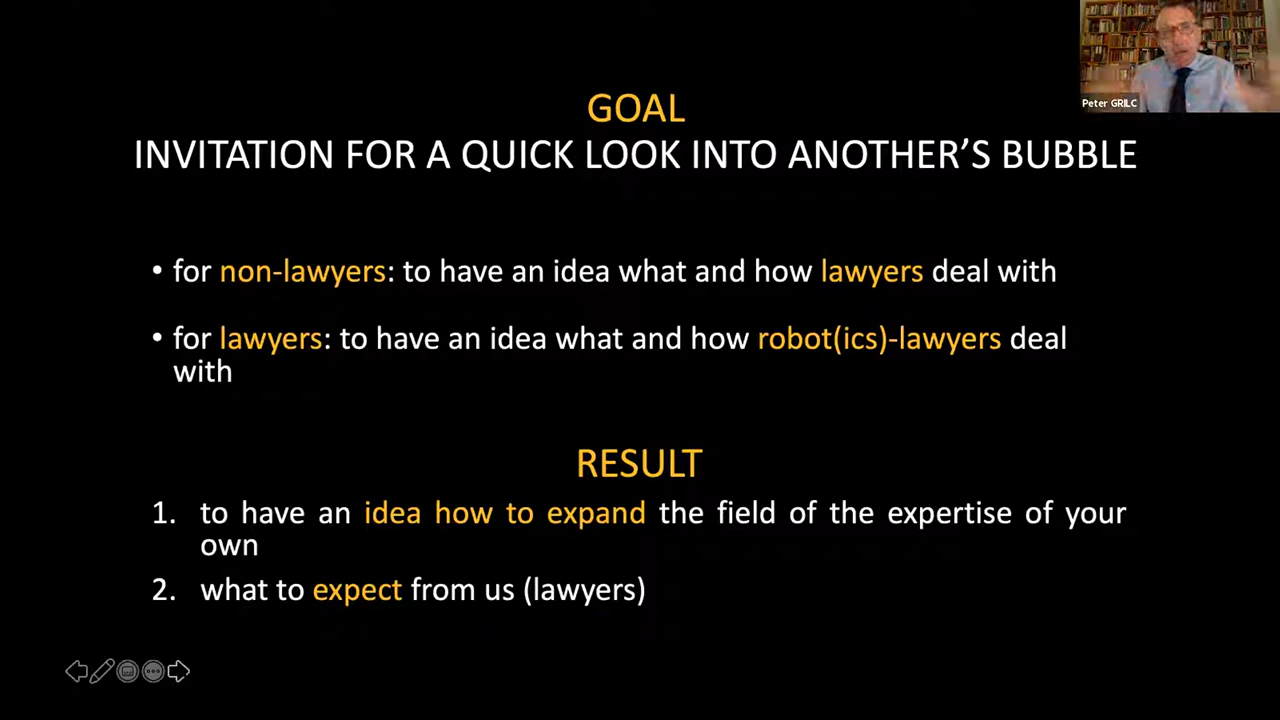 Peter GRILC
GOAL
INVITATION FOR A QUICK LOOK INTO ANOTHER’S BUBBLE
• for non-lawyers: to have an idea what and how lawyers deal with
• for lawyers: to have an idea what and how robot(ics)-lawyers deal
with
RESULT
1. to have an idea how to expand the field of the expertise of your
own
2. what to expect from us (lawyers)